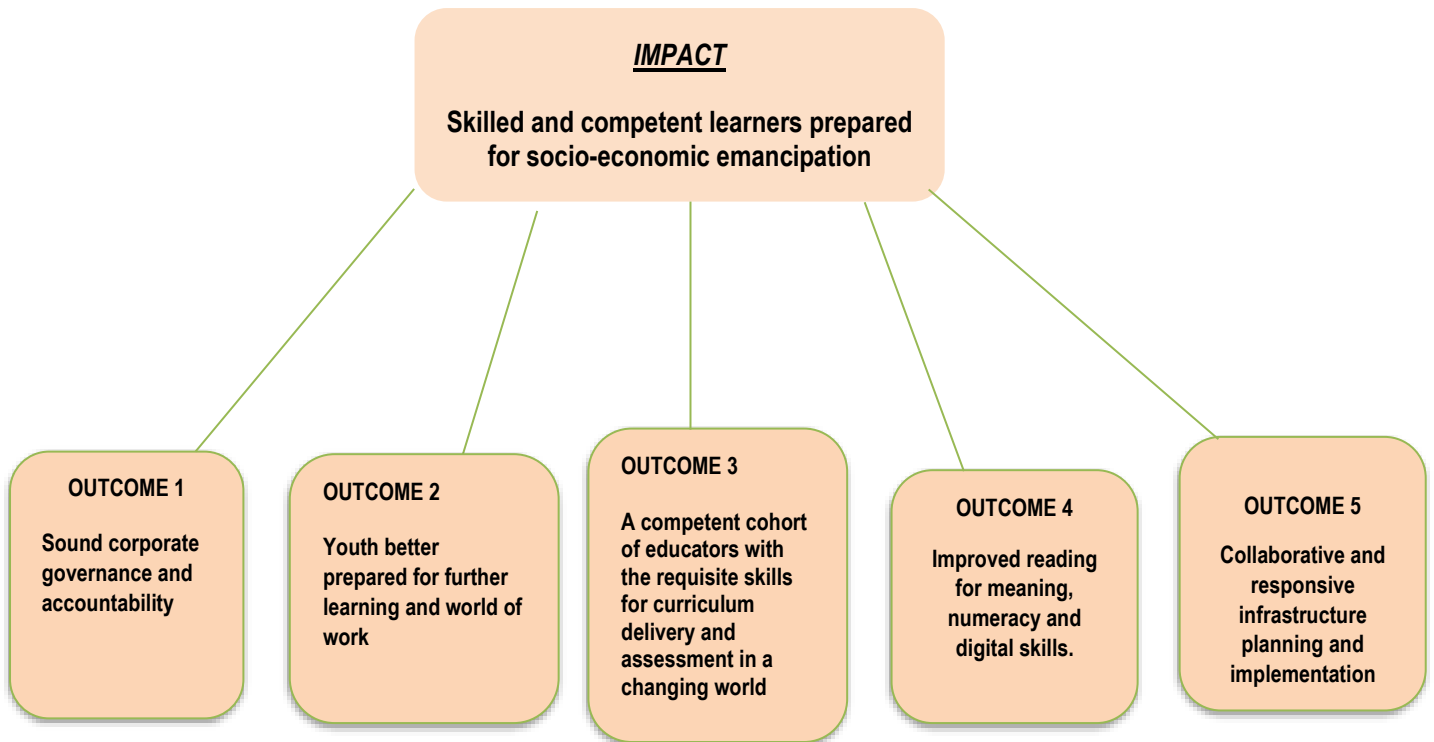 IMPACT
Skilled and competent learners prepared
for socio-economic emancipation
OUTCOME 1
Sound corporate
governance and
accountability
OUTCOME 2
Youth better
prepared for further
learning and world of
work
OUTCOME 3
A competent cohort
of educators with
the requisite skills
for curriculum
delivery and
assessment in a
changing world
OUTCOME 4
Improved reading
for meaning,
numeracy and
digital skills.
OUTCOME 5
Collaborative and
responsive
infrastructure
planning and
implementation